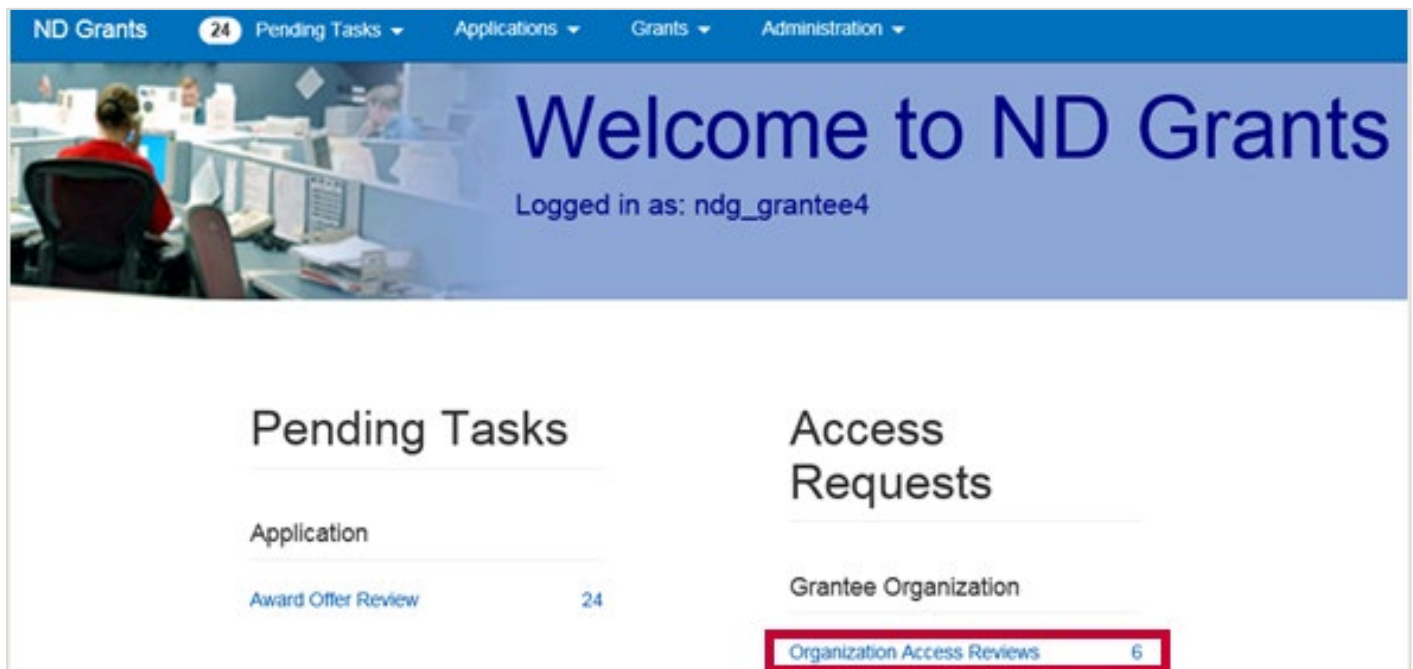 ND Grants 24 Pending Tasks Applications Grants Administration
Welcome to ND Grants
Logged in as: ndg_grantee4
Pending Tasks
Application
Award Offer Review 24
Access
Requests
Grantee Organization
Organization Access Reviews 6